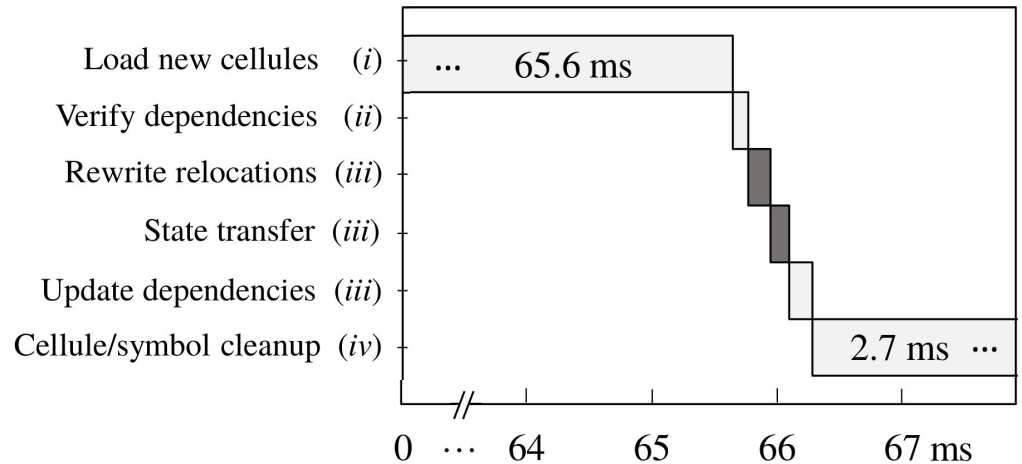 Load new cellules (i) ... 65.6 ms
Verify dependencies (ii)
Rewrite relocations (iii)
State transfer (iii)
Update dependencies (iii)
Cellule/symbol cleanup (iv) 2.7 ms ...
0 ... 64 65 66 67 ms